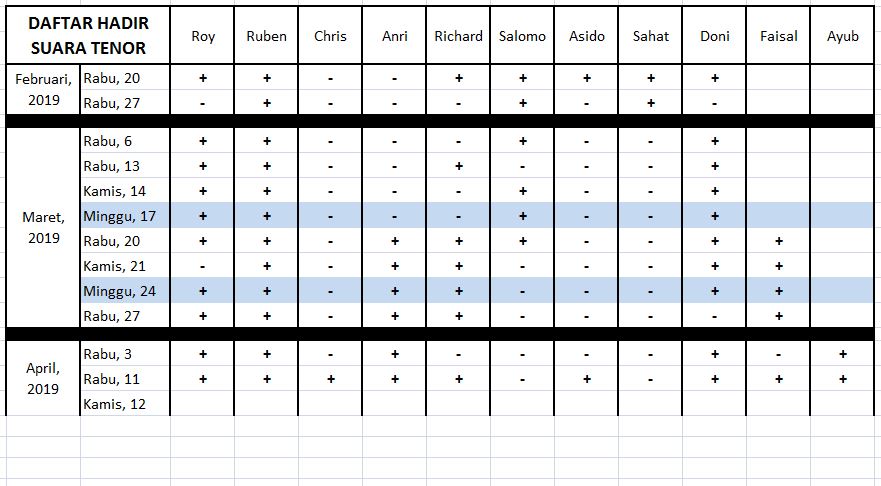 DAFTAR HADIR
SUARA TENOR
Roy Ruben Chris Anri Richard Salomo Asido Sahat Doni Faisal Ayub
Februari,
2019
Rabu, 20 + + - - + + + + +
Rabu, 27 - + - - - + - + -
Maret,
2019
Rabu, 6 + + - - - + - - +
Rabu, 13 + + - - + - - - +
Kamis, 14 + + - - - + - - +
Minggu, 17 + + - - - + - - +
Rabu, 20 + + - + + + - - + +
Kamis, 21 - + - + + - - - + +
Minggu, 24 + + - + + - - - + +
Rabu, 27 + + - + + - - - - +
April,
2019
Rabu, 3 + + - + - - - - + - +
Rabu, 11 + + + + + - + - + + +
Kamis, 12